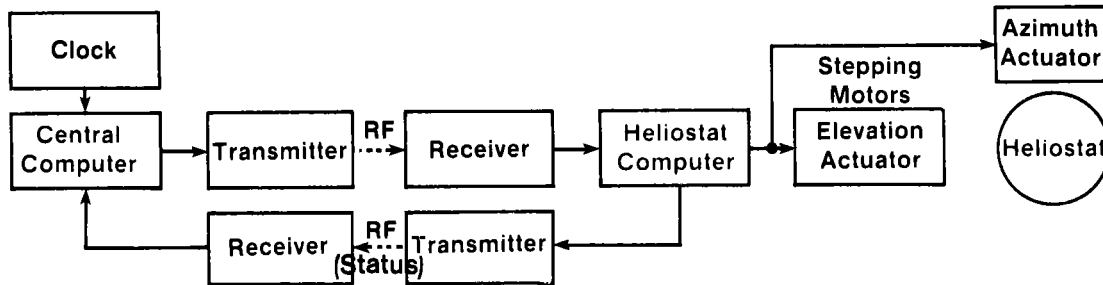 Clock
Azimuth
Actuator
Stepping
Motors
Central
Computer
Transmitter
RF
Receiver
Heliostat
Computer
Elevation
Actuator
Heliostat
Receiver
RF
(Status)
Transmitter